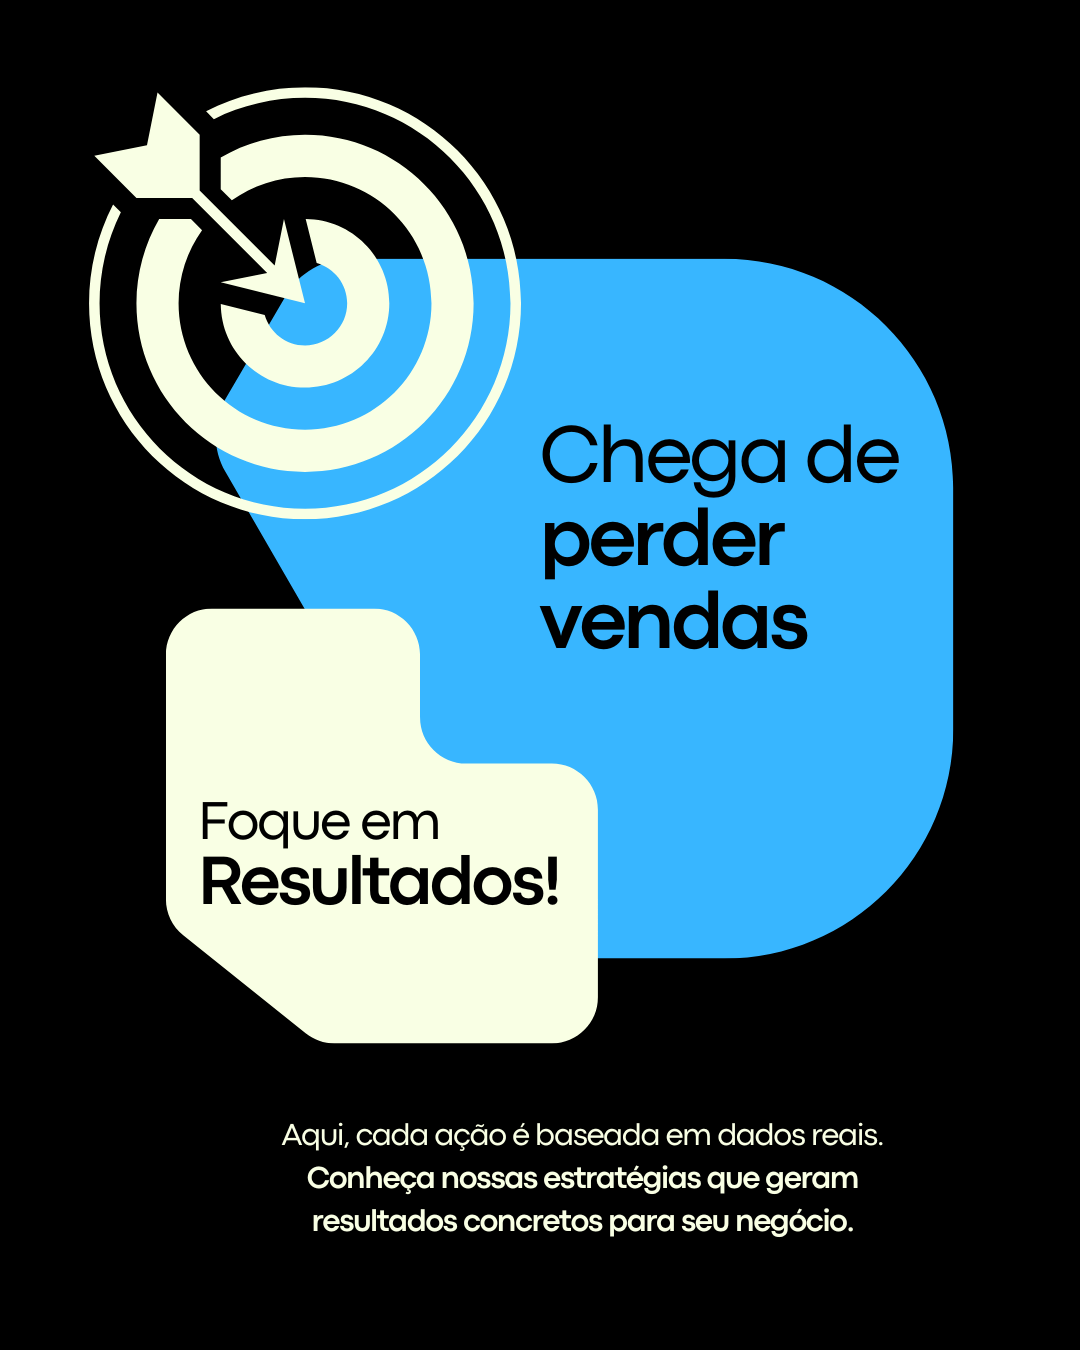 Chega de
perder
vendas
Foque em
Resultados!
Aqui, cada ação é baseada em dados reais.
Conheça nossas estratégias que geram
resultados concretos para seu negócio.